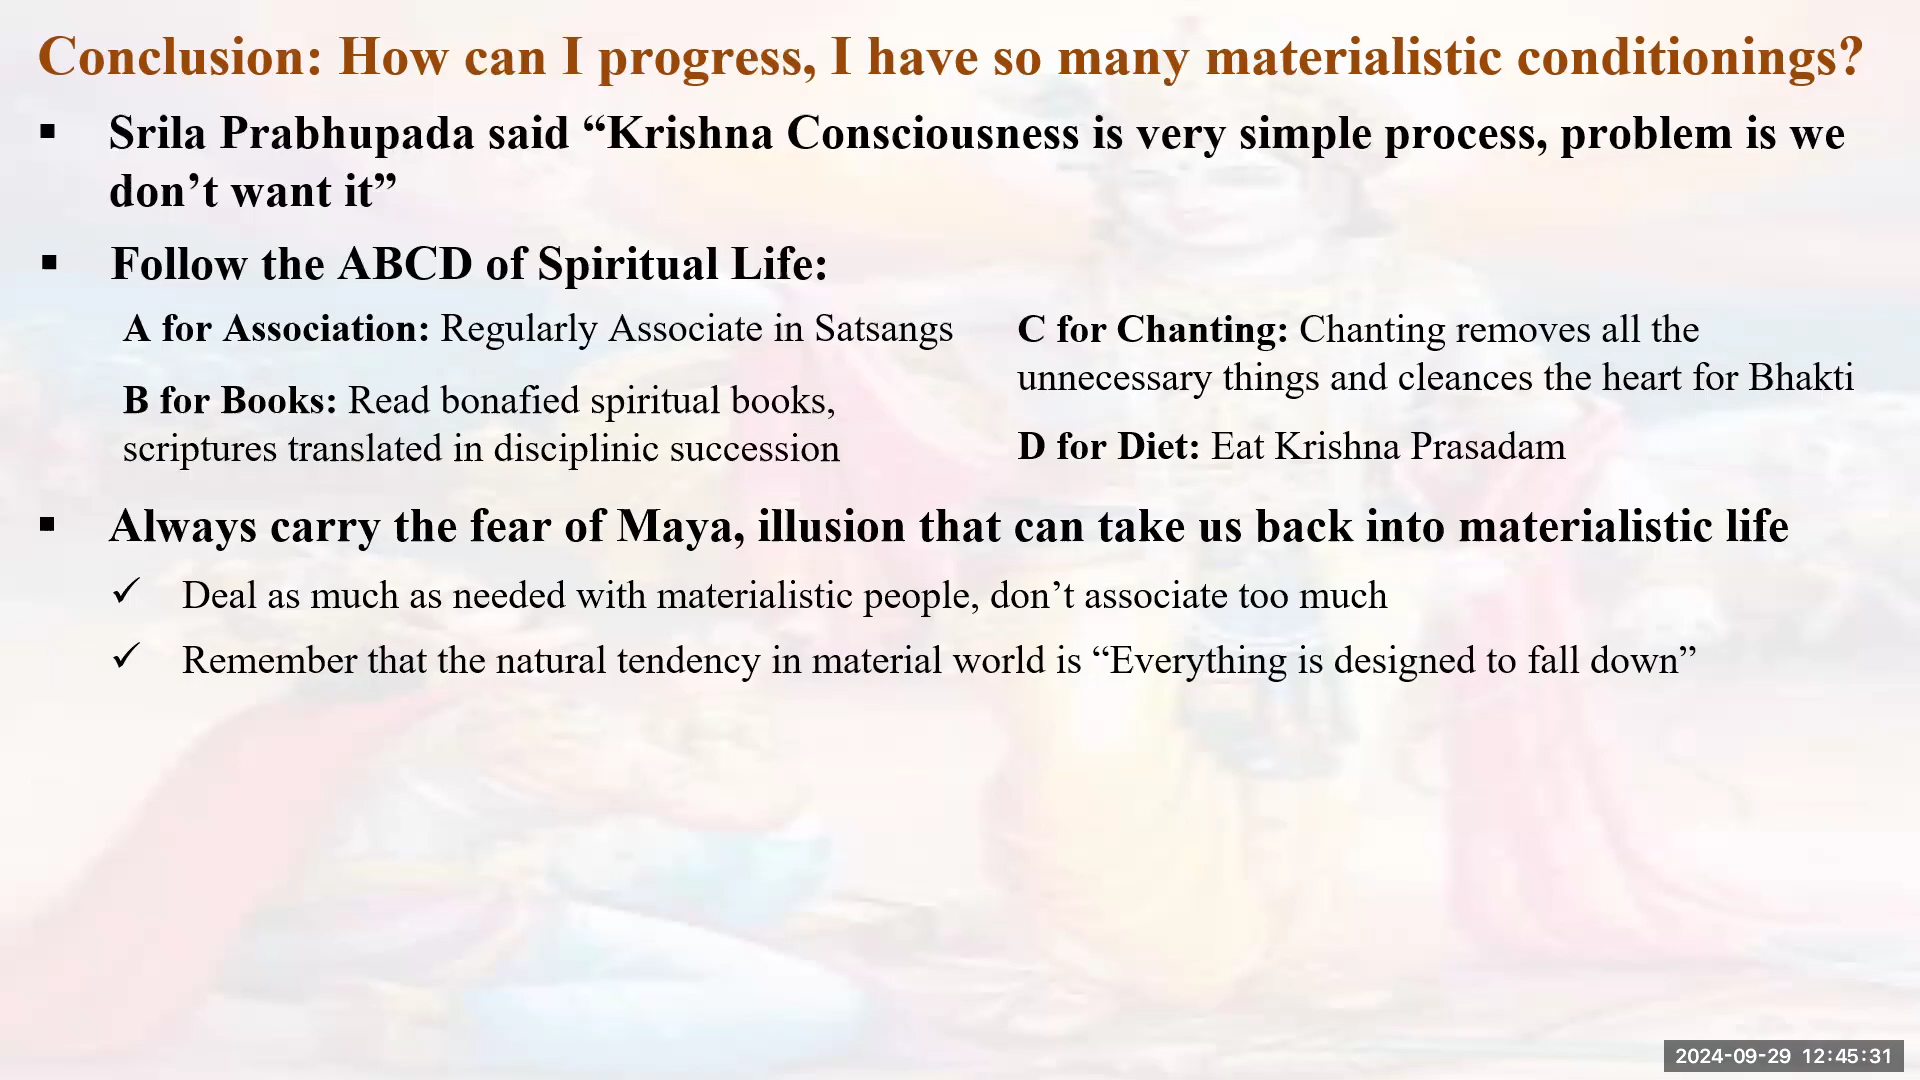 Conclusion: How can I progress, I have so many materialistic conditionings?
▪ Srila Prabhupada said “Krishna Consciousness is very simple process, problem is we
don’t want it”
▪ Follow the ABCD of Spiritual Life:
A for Association: Regularly Associate in Satsangs
B for Books: Read bonafied spiritual books,
scriptures translated in disciplinic succession
C for Chanting: Chanting removes all the
unnecessary things and cleances the heart for Bhakti
D for Diet: Eat Krishna Prasadam
▪ Always carry the fear of Maya, illusion that can take us back into materialistic life
✓ Deal as much as needed with materialistic people, don’t associate too much
✓ Remember that the natural tendency in material world is “Everything is designed to fall down”
2024-09-29 12:45:31